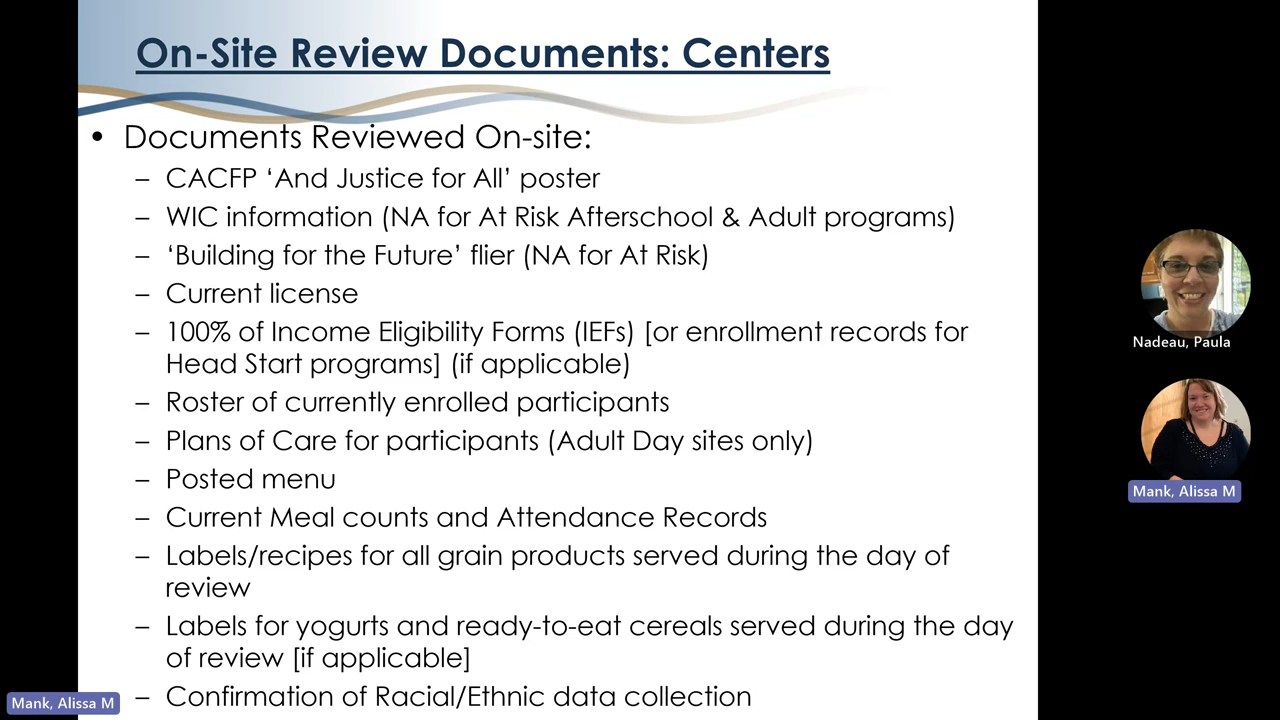 On-Site Review Documents: Centers
• Documents Reviewed On-site:
– CACFP ‘And Justice for All’ poster
– WIC information (NA for At Risk Afterschool & Adult programs)
– ‘Building for the Future’ flier (NA for At Risk)
– Current license
– 100% of Income Eligibility Forms (IEFs) [or enrollment records for
Head Start programs] (if applicable)
– Roster of currently enrolled participants
– Plans of Care for participants (Adult Day sites only)
– Posted menu
– Current Meal counts and Attendance Records
– Labels/recipes for all grain products served during the day of
review
– Labels for yogurts and ready-to-eat cereals served during the day
of review [if applicable]
– Confirmation of Racial/Ethnic data collection
Nadeau, Paula
Mank, Alissa M
Mank, Alissa M